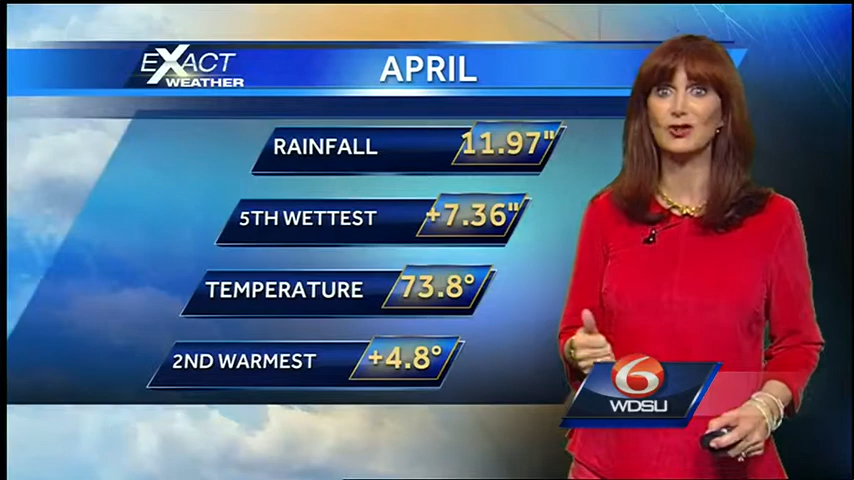 EXACT
WEATHER
APRIL
RAINFALL 11.97"
5TH WETTEST +7.36"
TEMPERATURE 73.8°
2ND WARMEST +4.8°
6
WDSU